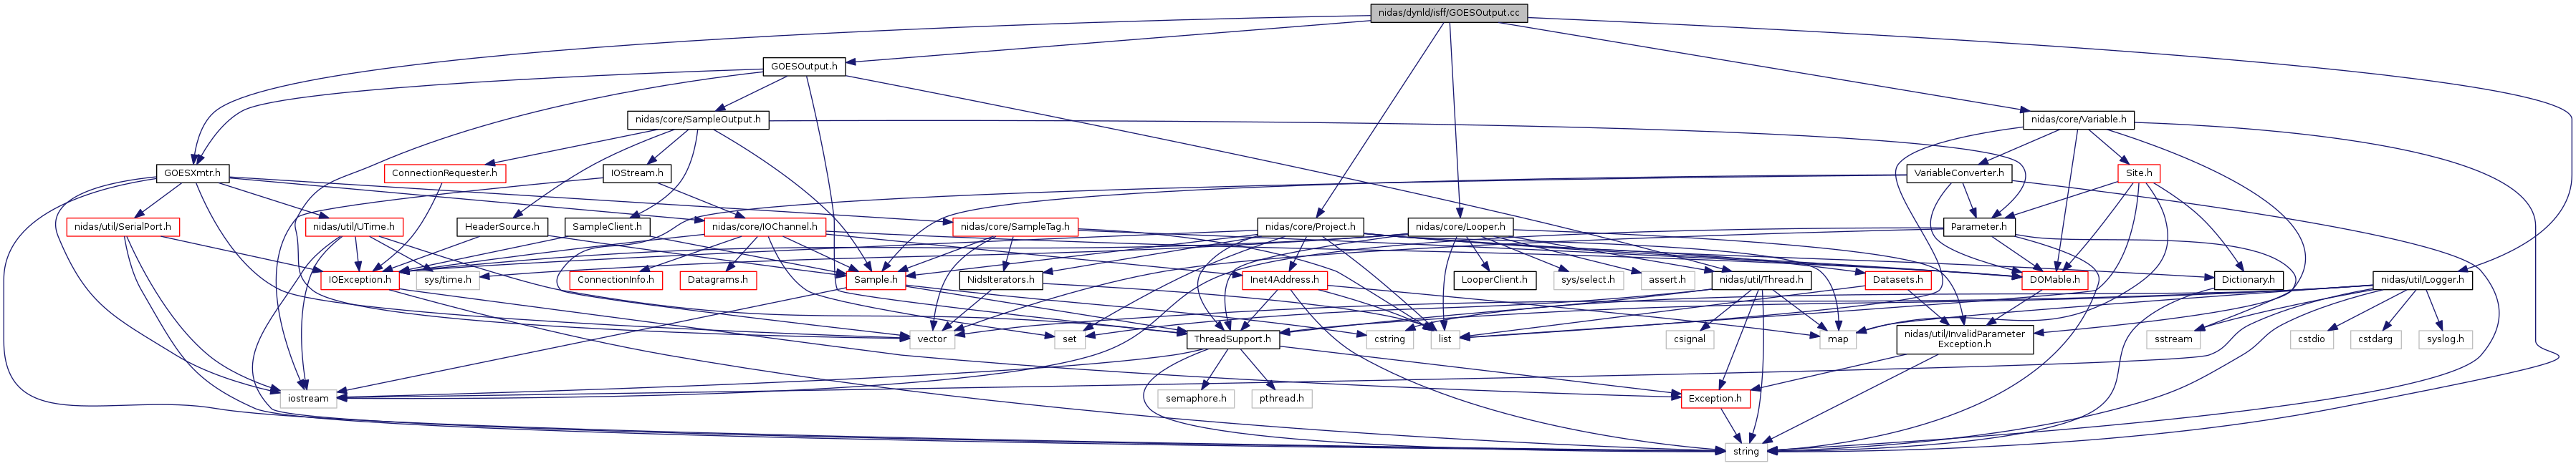 nidas/dynld/isff/GOESOutput.cc
GOESOutput.h
nidas/core/SampleOutput.h
nidas/core/Variable.h
GOESXmtr.h
ConnectionRequester.h
IOStream.h
VariableConverter.h
Site.h
nidas/util/SerialPort.h
nidas/util/UTime.h
HeaderSource.h
SampleClient.h
nidas/core/IOChannel.h
nidas/core/SampleTag.h
nidas/core/Project.h
nidas/core/Looper.h
Parameter.h
IOException.h
sys/time.h
ConnectionInfo.h
Datagrams.h
Sample.h
NidsIterators.h
Inet4Address.h
LooperClient.h
sys/select.h
assert.h
nidas/util/Thread.h
Datasets.h
DOMable.h
Dictionary.h
nidas/util/Logger.h
vector
set
ThreadSupport.h
cstring
list
csignal
map
nidas/util/InvalidParameter
Exception.h
sstream
cstdio
cstdarg
syslog.h
iostream
semaphore.h
pthread.h
Exception.h
string